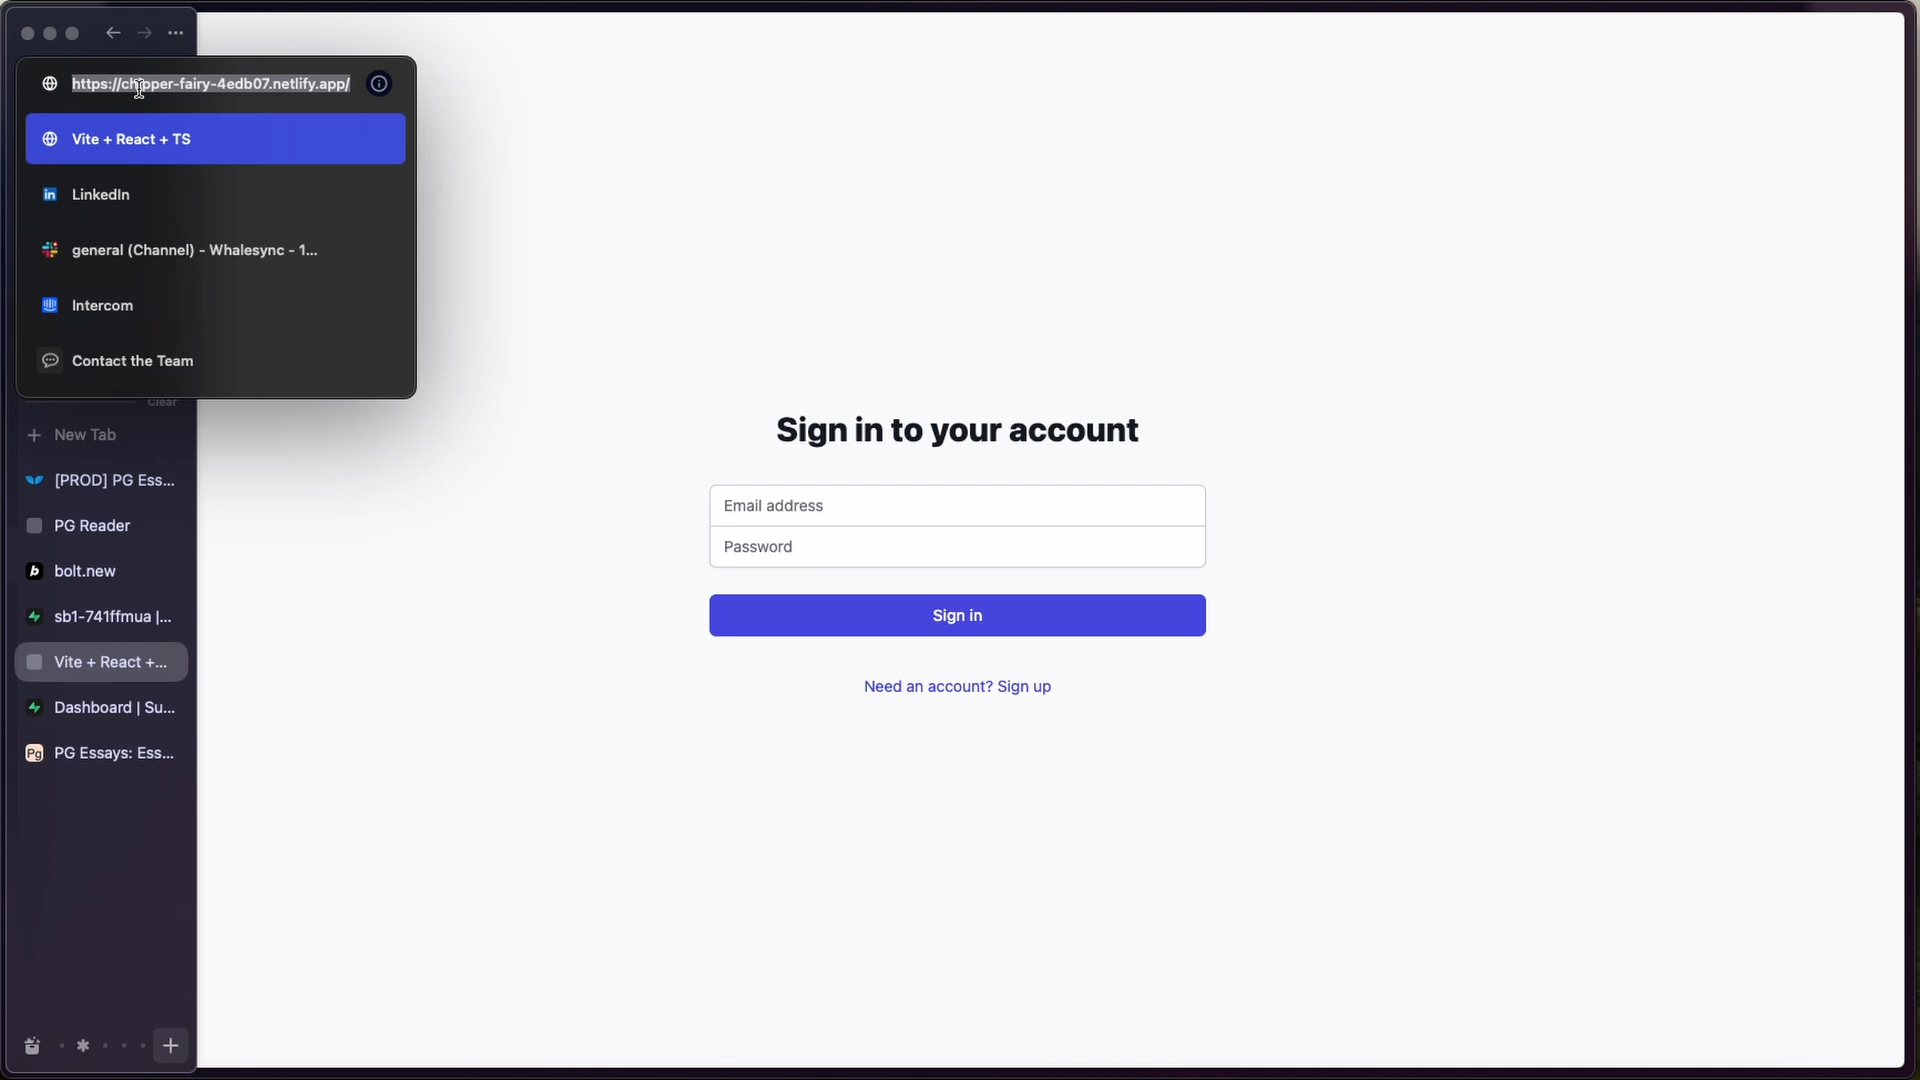 https://chipper-fairy-4edb07.netlify.app/
Vite + React + TS
LinkedIn
general (Channel) - Whalesync - 1...
Intercom
Contact the Team
Clear
New Tab
[PROD] PG Ess...
PG Reader
bolt.new
sb1-741ffmua |...
Vite + React +...
Dashboard | Su...
Pg PG Essays: Ess...
Sign in to your account
Email address
Password
Sign in
Need an account? Sign up